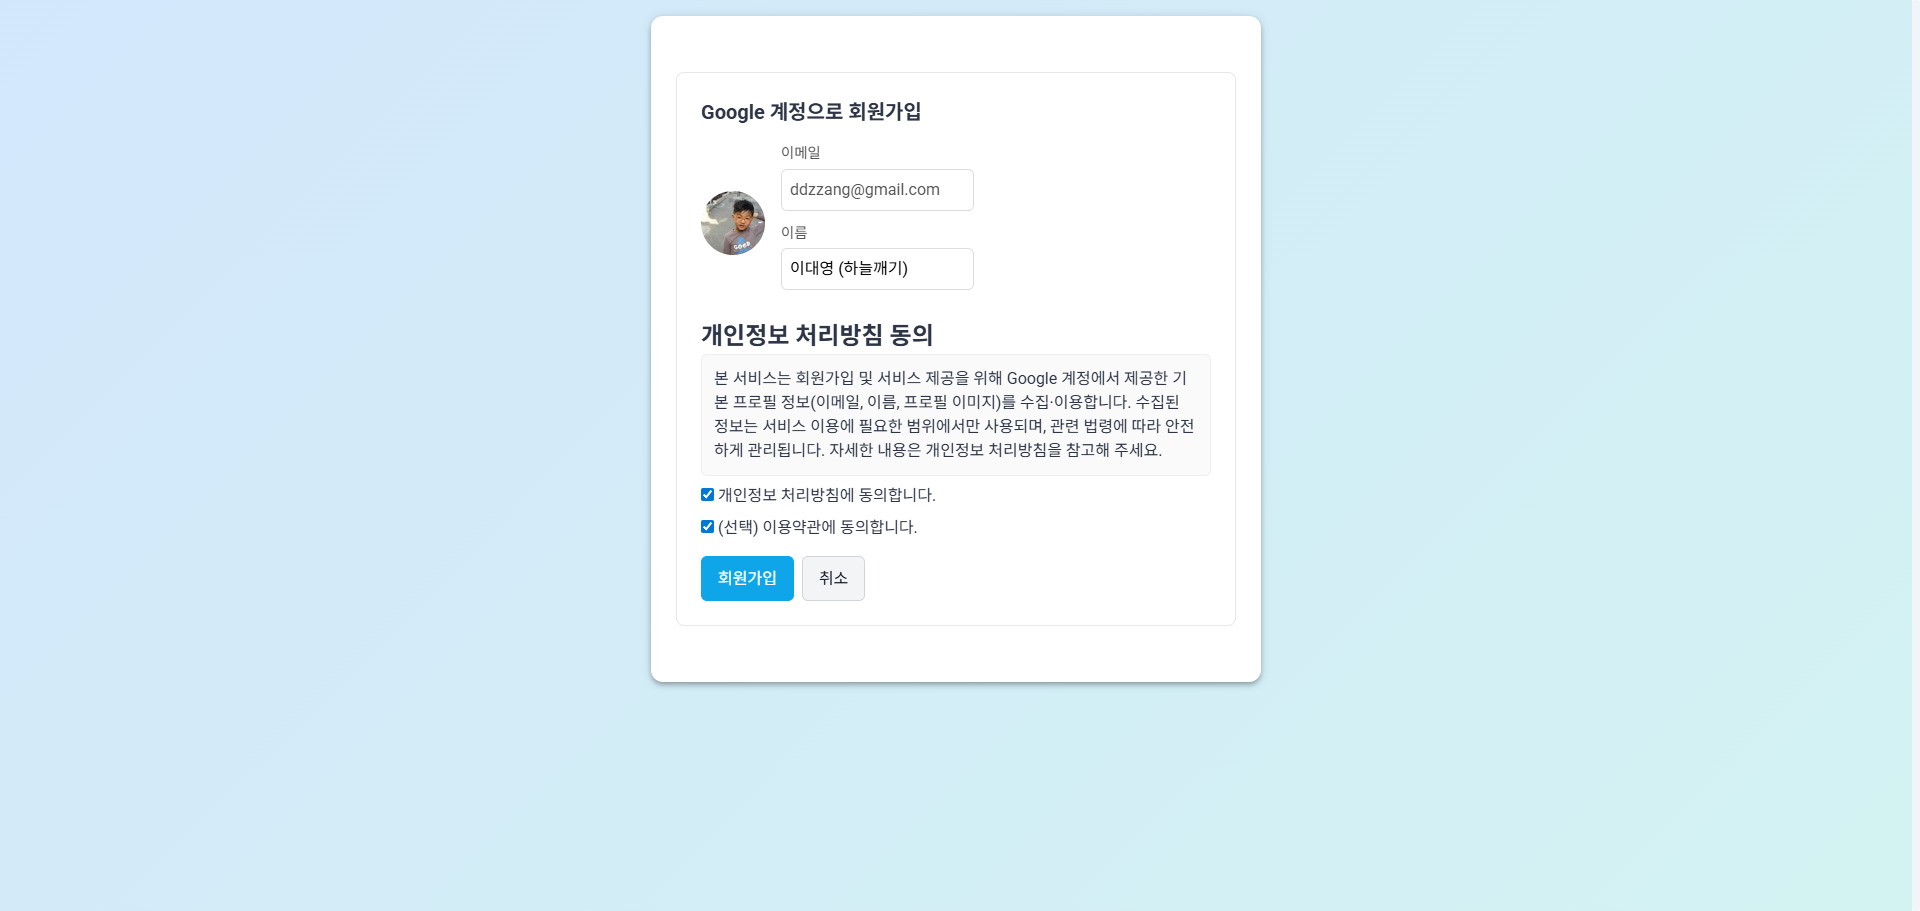 Google 계정으로 회원가입
이메일
ddzzang@gmail.com
이름
이대영 (하늘깨기)
개인정보 처리방침 동의
본 서비스는 회원가입 및 서비스 제공을 위해 Google 계정에서 제공한 기
본 프로필 정보(이메일, 이름, 프로필 이미지)를 수집·이용합니다. 수집된
정보는 서비스 이용에 필요한 범위에서만 사용되며, 관련 법령에 따라 안전
하게 관리됩니다. 자세한 내용은 개인정보 처리방침을 참고해 주세요.
개인정보 처리방침에 동의합니다.
(선택) 이용약관에 동의합니다.
회원가입 취소